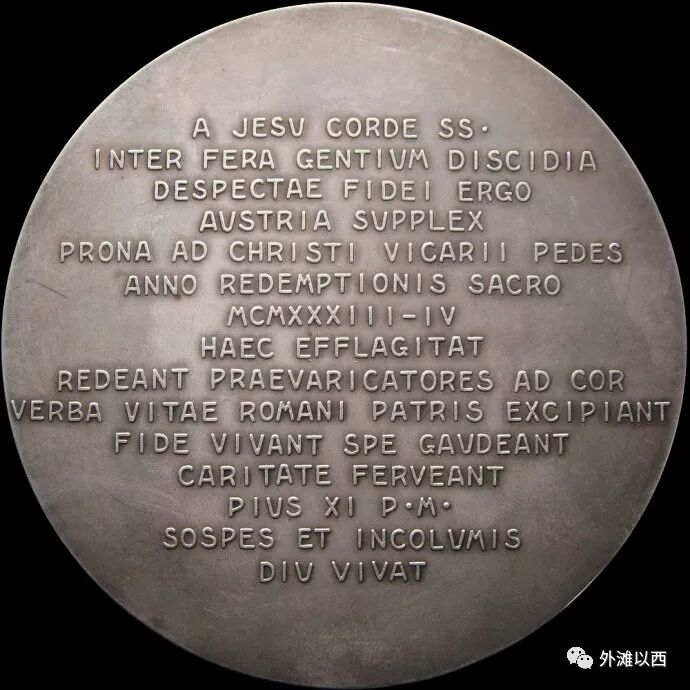 A JESV CORDE SS·
INTER FERA GENTIVM DISCIDIA
DESPECTAE FIDEI ERGO
AVSTRIA SVPPLEX
PRONA AD CHRISTI VICARII PEDES
ANNO REDEMPTIONIS SACRO
MCMXXXIII-IV
HAEC EFFLAGITAT
REDEANT PRAEVARICATORES AD COR
VERBA VITAE ROMANI PATRIS EXCIPIANT
FIDE VIVANT SPE GAVDEANT
CARITATE FERVEANT
PIVS XI P·M·
SOSPES ET INCOLVMIS
DIV VIVAT
外滩以西